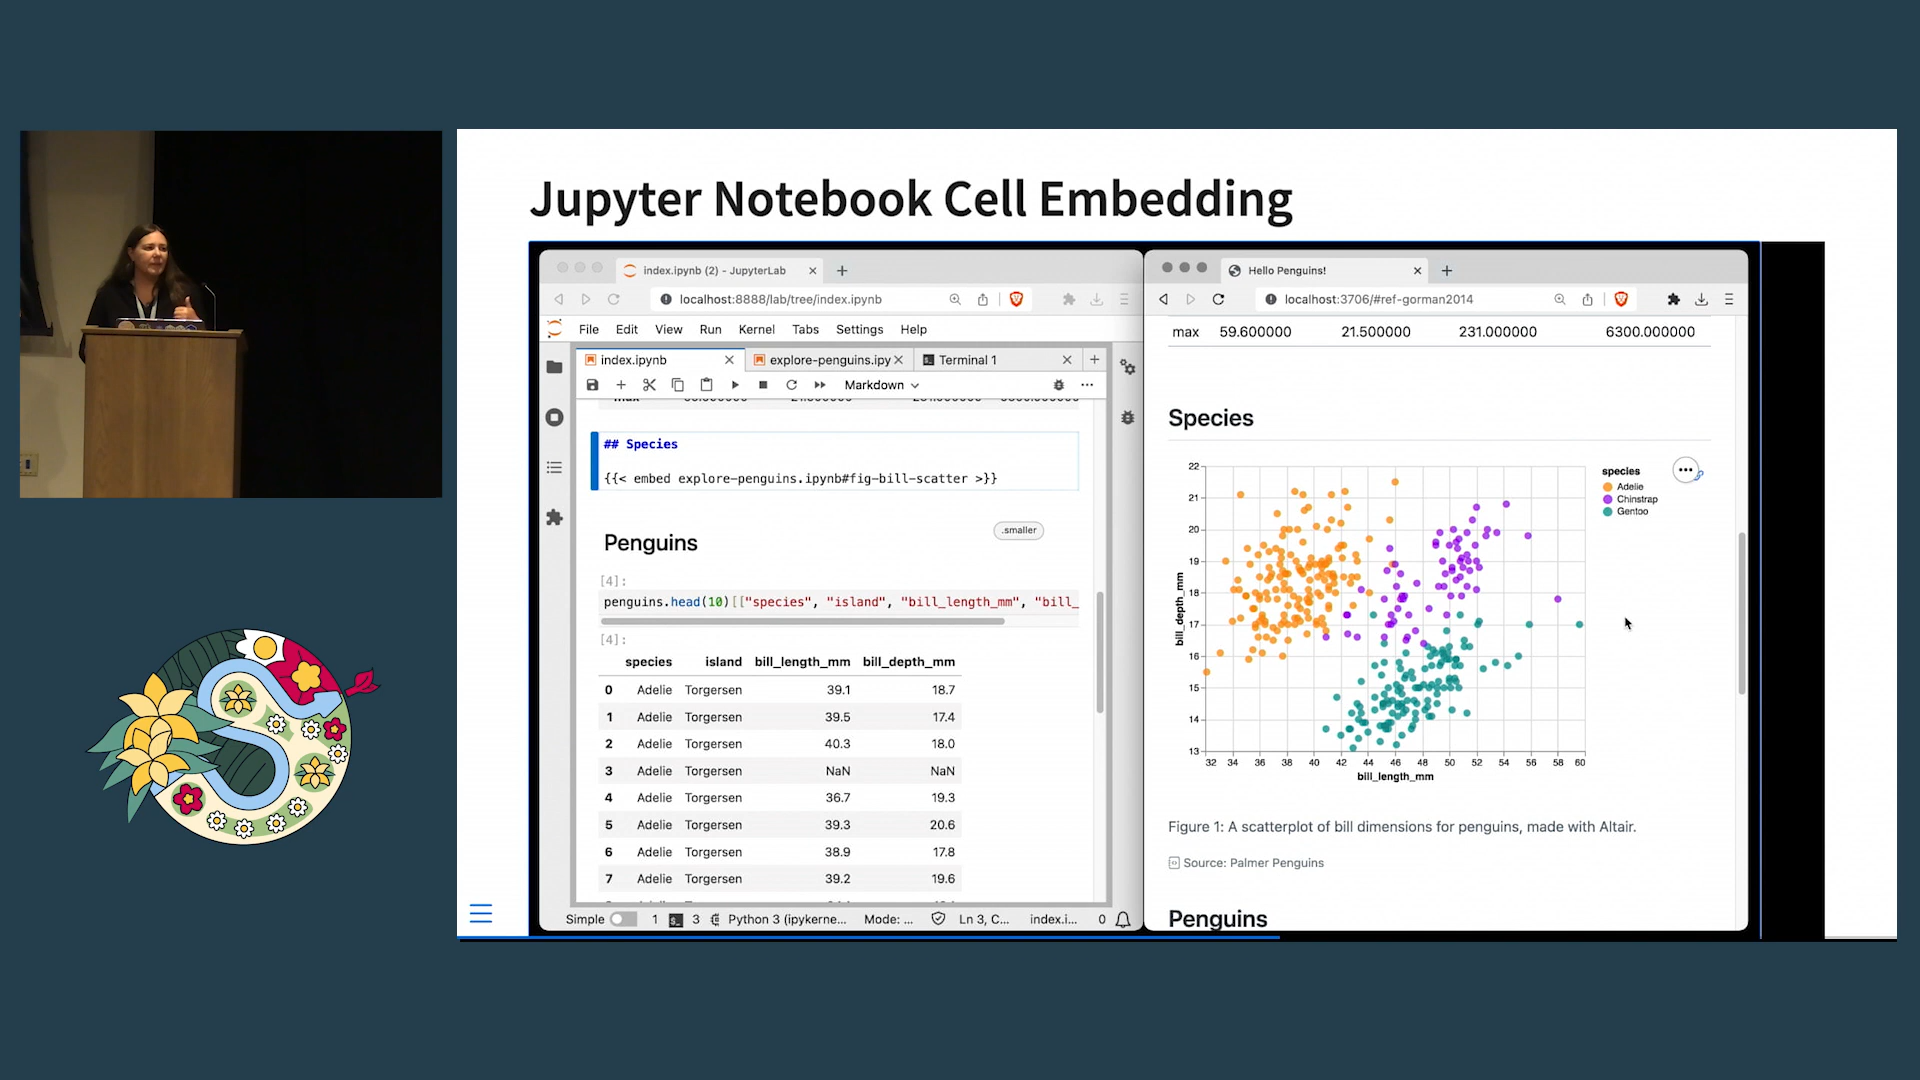 Jupyter Notebook Cell Embedding
index.ipynb (2) - JupyterLab
localhost:8888/lab/tree/index.ipynb
File Edit View Run Kernel Tabs Settings Help
index.ipynb
explore-penguins.ipy
Terminal 1
Markdown
## Species
{{< embed explore-penguins.ipynb#fig-bill-scatter >}}
.smaller
Penguins
[4]:
penguins.head(10)[["species", "island", "bill_length_mm", "bill_
[4]:
species island bill_length_mm bill_depth_mm
0 Adelie Torgersen 39.1 18.7
1 Adelie Torgersen 39.5 17.4
2 Adelie Torgersen 40.3 18.0
3 Adelie Torgersen NaN NaN
4 Adelie Torgersen 36.7 19.3
5 Adelie Torgersen 39.3 20.6
6 Adelie Torgersen 38.9 17.8
7 Adelie Torgersen 39.2 19.6
Simple 1 3 Python 3 (ipykerne... Mode: ... Ln 3, C... index.i... 0
Hello Penguins!
localhost:3706/#ref-gorman2014
max 59.600000 21.500000 231.000000 6300.000000
Species
22
21
20
19
18
17
16
15
14
13
bill_depth_mm
32 34 36 38 40 42 44 46 48 50 52 54 56 58 60
bill_length_mm
species
Adelie
Chinstrap
Gentoo
Figure 1: A scatterplot of bill dimensions for penguins, made with Altair.
Source: Palmer Penguins
Penguins